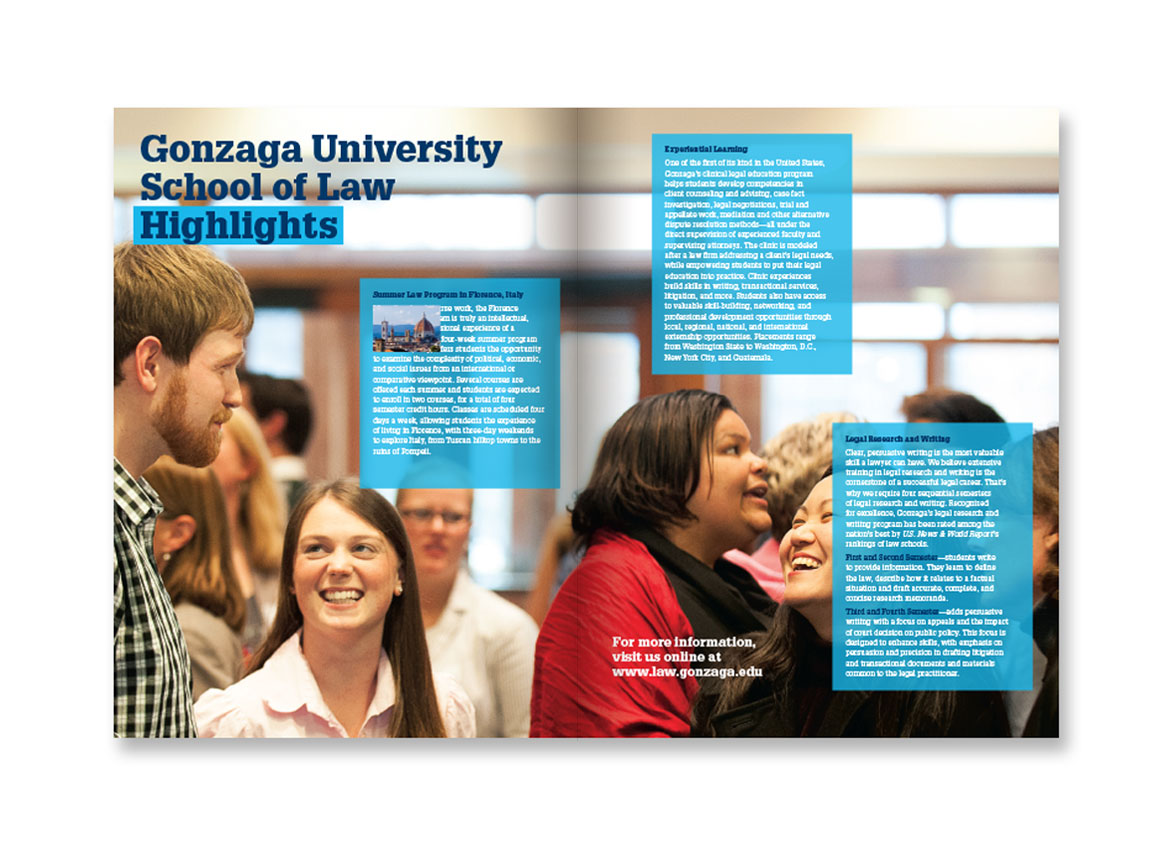 Gonzaga University
School of Law
Highlights
Summer Law Program in Florence, Italy
rse work, the Florence
am is truly an intellectual,
sional experience of a
four-week summer program
fers students the opportunity
to examine the complexity of political, economic,
and social issues from an international or
comparative viewpoint. Several courses are
offered each summer and students are expected
to enroll in two courses, for a total of four
semester credit hours. Classes are scheduled four
days a week, allowing students the experience
of living in Florence, with three-day weekends
to explore Italy, from Tuscan hilltop towns to the
ruins of Pompeii.
Experiential Learning
One of the first of its kind in the United States,
Gonzaga's clinical legal education program
helps students develop competencies in
client counseling and advising, case fact
investigation, legal negotiations, trial and
appellate work, mediation and other alternative
dispute resolution methods—all under the
direct supervision of experienced faculty and
supervising attorneys. The clinic is modeled
after a law firm addressing a client's legal needs,
while empowering students to put their legal
education into practice. Clinic experiences
build skills in writing, transactional services,
litigation, and more. Students also have access
to valuable skill-building, networking, and
professional development opportunities through
local, regional, national, and international
externship opportunities. Placements range
from Washington State to Washington, D.C.,
New York City, and Guatemala.
Legal Research and Writing
Clear, persuasive writing is the most valuable
skill a lawyer can have. We believe extensive
training in legal research and writing is the
cornerstone of a successful legal career. That's
why we require four sequential semesters
of legal research and writing. Recognized
for excellence, Gonzaga's legal research and
writing program has been rated among the
nation's best by U.S. News & World Report's
rankings of law schools.
First and Second Semester—students write
to provide information. They learn to define
the law, describe how it relates to a factual
situation and draft accurate, complete, and
concise research memoranda.
Third and Fourth Semester—adds persuasive
writing with a focus on appeals and the impact
of court decision on public policy. This focus is
designed to enhance skills, with emphasis on
persuasion and precision in drafting litigation
and transactional documents and materials
common to the legal practitioner.
For more information,
visit us online at
www.law.gonzaga.edu